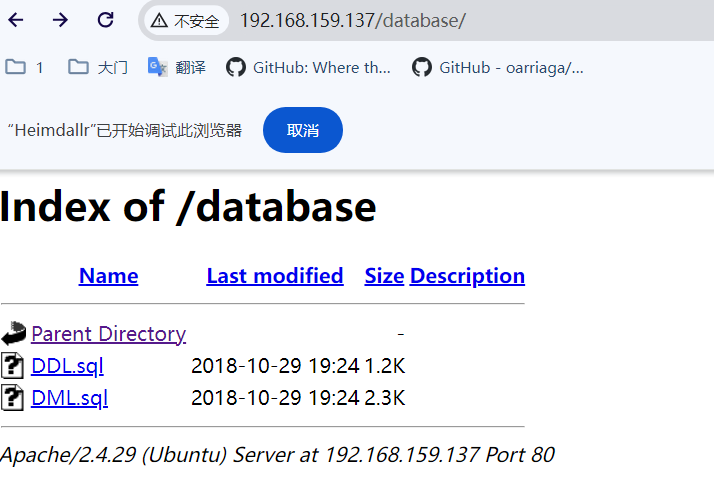 不安全 192.168.159.137/database/
1 大门 翻译 GitHub: Where th... GitHub - oarriaga/...
“Heimdallr”已开始调试此浏览器 取消
Index of /database
Name Last modified Size Description
Parent Directory -
DDL.sql 2018-10-29 19:24 1.2K
DML.sql 2018-10-29 19:24 2.3K
Apache/2.4.29 (Ubuntu) Server at 192.168.159.137 Port 80